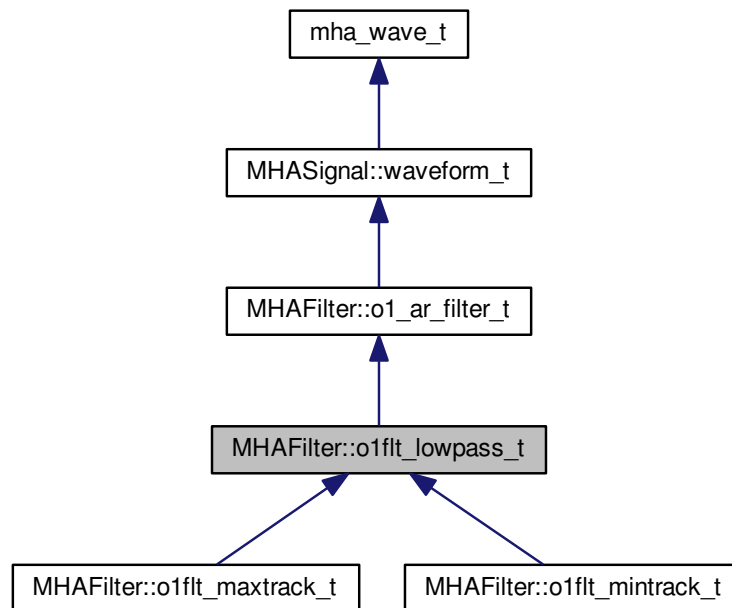 mha_wave_t
MHASignal::waveform_t
MHAFilter::o1_ar_filter_t
MHAFilter::o1flt_lowpass_t
MHAFilter::o1flt_maxtrack_t
MHAFilter::o1flt_mintrack_t